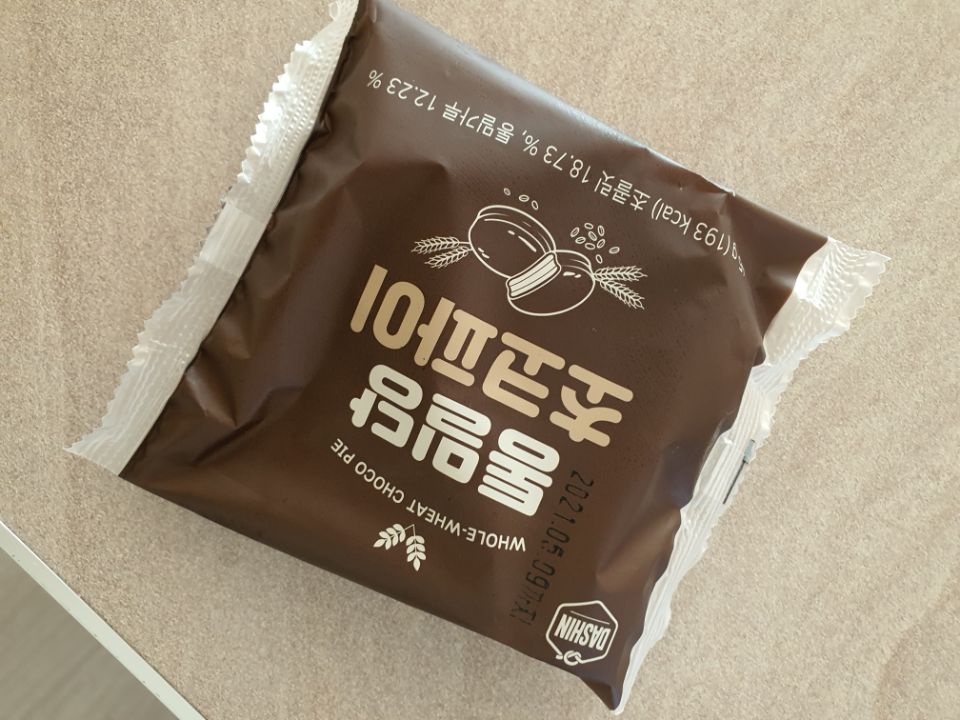 DASHIN
WHOLE-WHEAT CHOCO PIE
통밀당
초코파이
2021.05.09까지
5g (193 kcal) 초콜릿 18.73 %, 통밀가루 12.23 %